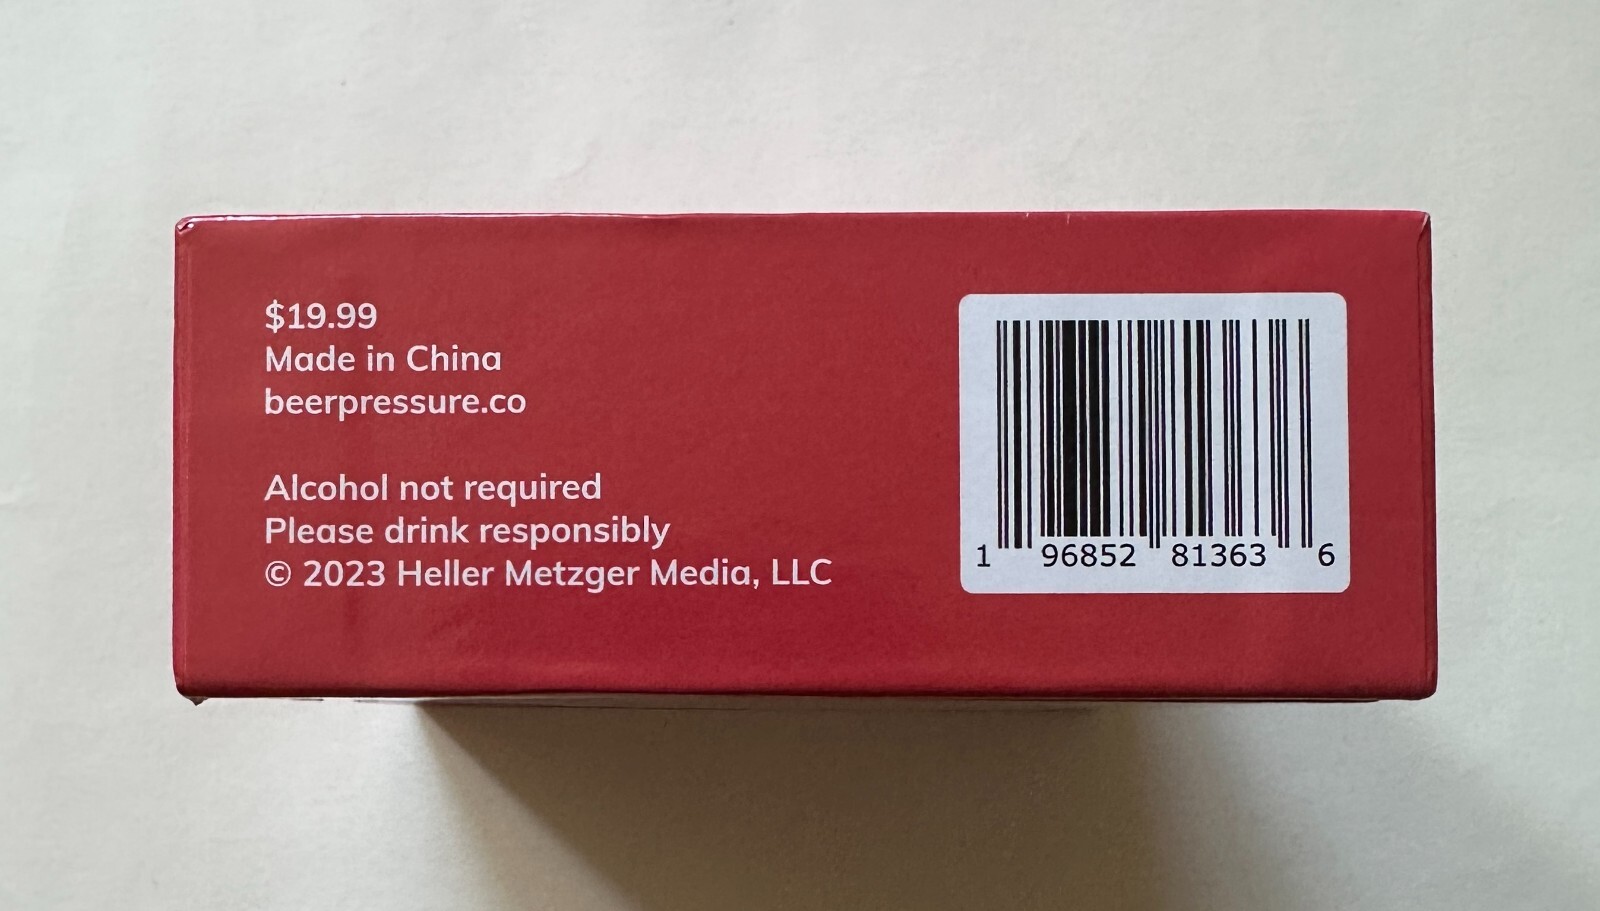 $19.99
Made in China
beerpressure.co
Alcohol not required
Please drink responsibly
© 2023 Heller Metzger Media, LLC
1 96852 81363 6